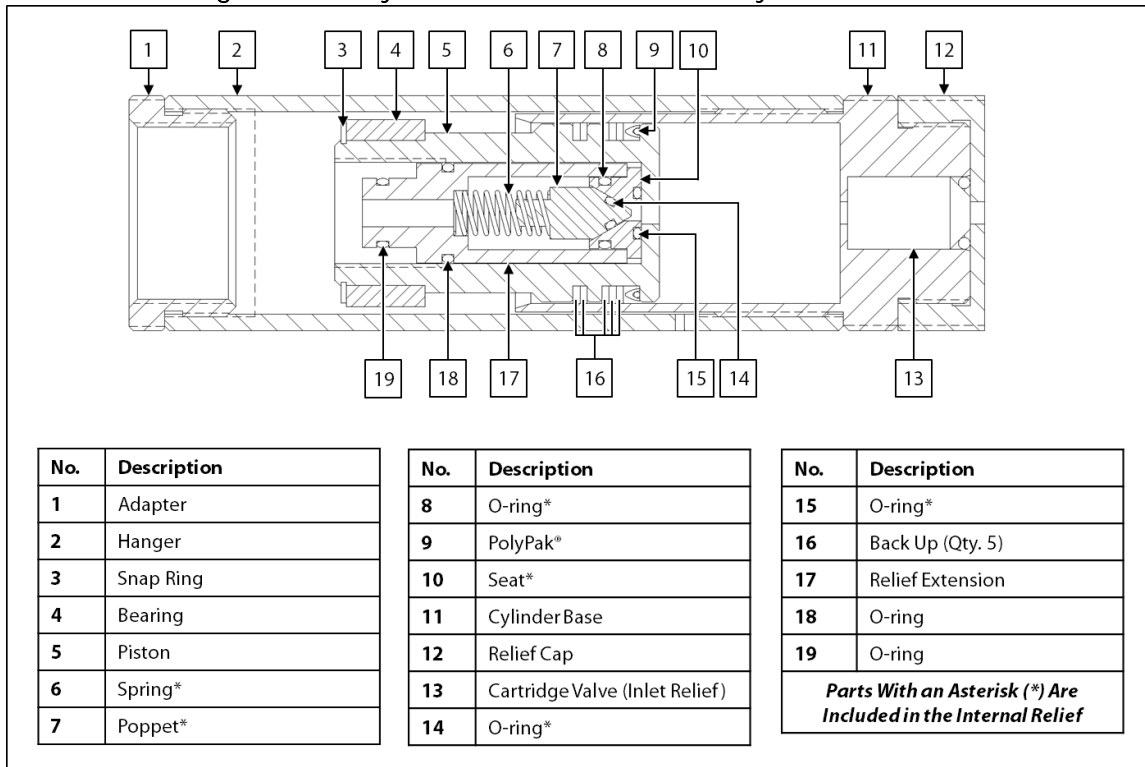 1 2 3 4 5 6 7 8 9 10 11 12
19 18 17 16 15 14 13
No. Description
1 Adapter
2 Hanger
3 Snap Ring
4 Bearing
5 Piston
6 Spring*
7 Poppet*
No. Description
8 O-ring*
9 PolyPak®
10 Seat*
11 Cylinder Base
12 Relief Cap
13 Cartridge Valve (Inlet Relief)
14 O-ring*
No. Description
15 O-ring*
16 Back Up (Qty. 5)
17 Relief Extension
18 O-ring
19 O-ring
Parts With an Asterisk (*) Are
Included in the Internal Relief